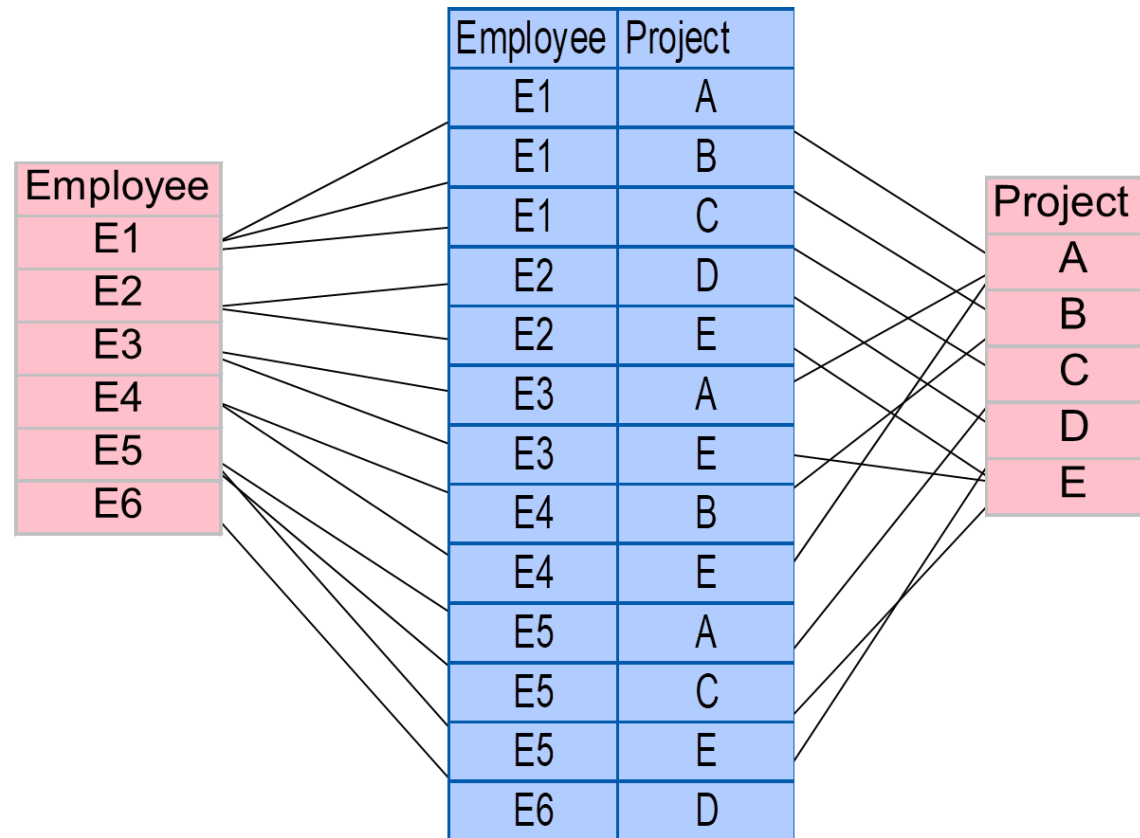 Employee
E1
E2
E3
E4
E5
E6
Employee Project
E1 A
E1 B
E1 C
E2 D
E2 E
E3 A
E3 E
E4 B
E4 E
E5 A
E5 C
E5 E
E6 D
Project
A
B
C
D
E